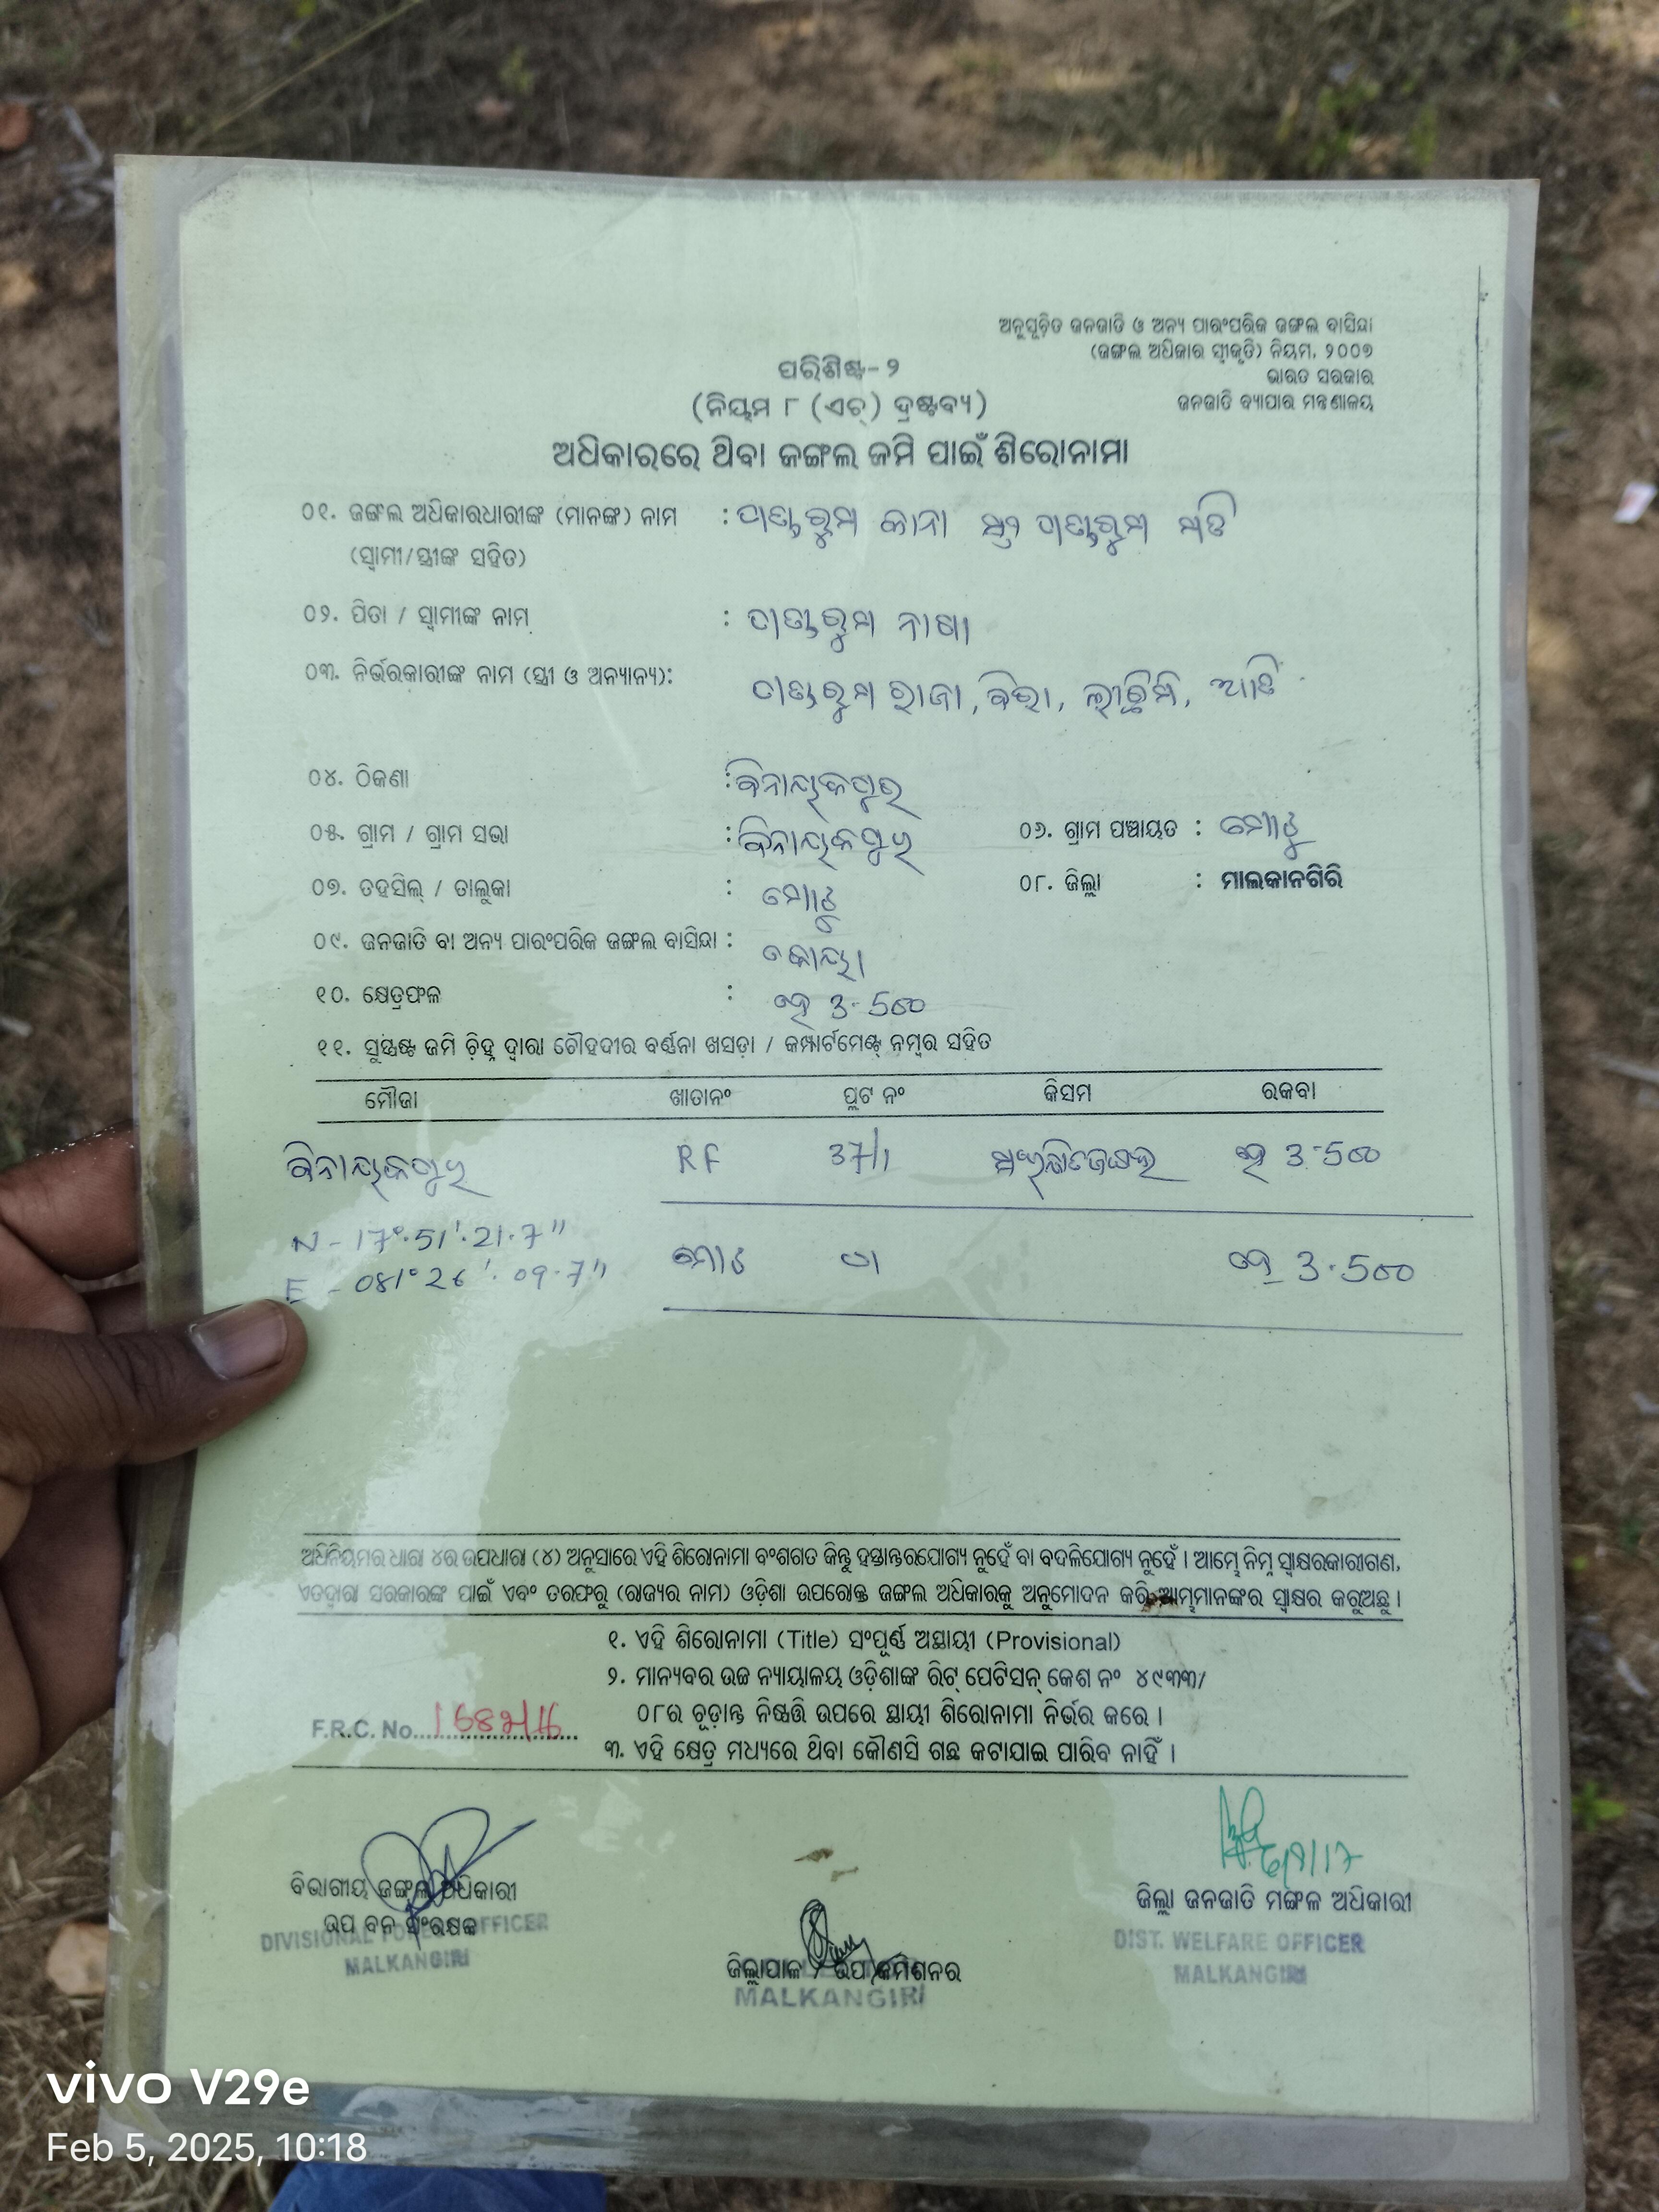 ଅନୁସୂଚିତ ଜନଜାତି ଓ ଅନ୍ୟ ପାରଂପରିକ ଜଙ୍ଗଲ ବାସିନ୍ଦା
(ଜଙ୍ଗଲ ଅଧିକାର ସ୍ୱୀକୃତି) ନିୟମ, ୨୦୦୭
ଭାରତ ସରକାର
ଜନଜାତି ବ୍ୟାପାର ମନ୍ତ୍ରଣାଳୟ
ପରିଶିଷ୍ଟ-୨
(ନିୟମ ୮ (ଏଚ୍) ଦ୍ରଷ୍ଟବ୍ୟ)
ଅଧିକାରରେ ଥିବା ଜଙ୍ଗଲ ଜମି ପାଇଁ ଶିରୋନାମା
୦୧. ଜଙ୍ଗଲ ଅଧିକାରଧାରୀଙ୍କ (ମାନଙ୍କ) ନାମ :
(ସ୍ୱାମୀ/ସ୍ତ୍ରୀଙ୍କ ସହିତ)
୦୨. ପିତା / ସ୍ୱାମୀଙ୍କ ନାମ :
୦୩. ନିର୍ଭରକାରୀଙ୍କ ନାମ (ସ୍ତ୍ରୀ ଓ ଅନ୍ୟାନ୍ୟ): ରାଜା,
୦୪. ଠିକଣା : ବିନାୟକପୁର
୦୫. ଗ୍ରାମ / ଗ୍ରାମ ସଭା : ବିନାୟକପୁର ୦୬. ଗ୍ରାମ ପଞ୍ଚାୟତ : ମୋଟୁ
୦୭. ତହସିଲ୍ / ତାଲୁକା : ମୋଟୁ ୦୮. ଜିଲ୍ଲା : ମାଲକାନଗିରି
୦୯. ଜନଜାତି ବା ଅନ୍ୟ ପାରଂପରିକ ଜଙ୍ଗଲ ବାସିନ୍ଦା : କୋୟା
୧୦. କ୍ଷେତ୍ରଫଳ : ହେ 3.500
୧୧. ସୁସ୍ପଷ୍ଟ ଜମି ଚିହ୍ନ ଦ୍ୱାରା ଚୌହଦୀର ବର୍ଣ୍ଣନା ଖସଡ଼ା / କମ୍ପାର୍ଟମେଣ୍ଟ୍ ନମ୍ବର ସହିତ
ମୌଜା ଖାତାନଂ ପ୍ଲଟ ନଂ କିସମ ରକବା
ବିନାୟକପୁର RF 37/1 ହେ 3.500
N - 17°.51'.21.7"
E - 081° 26'. 09.7" ମୋଟ ହେ 3.500
ଅଧିନିୟମର ଧାରା ୪ର ଉପଧାରା (୪) ଅନୁସାରେ ଏହି ଶିରୋନାମା ବଂଶଗତ କିନ୍ତୁ ହସ୍ତାନ୍ତରଯୋଗ୍ୟ ନୁହେଁ ବା ବଦଳିଯୋଗ୍ୟ ନୁହେଁ । ଆମ୍ଭେ ନିମ୍ନ ସ୍ୱାକ୍ଷରକାରୀଗଣ,
ଏତଦ୍ୱାରା ସରକାରଙ୍କ ପାଇଁ ଏବଂ ତରଫରୁ (ରାଜ୍ୟର ନାମ) ଓଡ଼ିଶା ଉପରୋକ୍ତ ଜଙ୍ଗଲ ଅଧିକାରକୁ ଅନୁମୋଦନ କରି ଆମ୍ଭମାନଙ୍କର ସ୍ୱାକ୍ଷର କରୁଅଛୁ ।
୧. ଏହି ଶିରୋନାମା (Title) ସଂପୂର୍ଣ୍ଣ ଅସ୍ଥାୟୀ (Provisional)
୨. ମାନ୍ୟବର ଉଚ୍ଚ ନ୍ୟାୟାଳୟ ଓଡ଼ିଶାଙ୍କ ରିଟ୍ ପେଟିସନ୍ କେଶ ନଂ ୪୯୩୩/
୦୮ର ଚୂଡ଼ାନ୍ତ ନିଷ୍ପତ୍ତି ଉପରେ ସ୍ଥାୟୀ ଶିରୋନାମା ନିର୍ଭର କରେ ।
F.R.C. No.
୩. ଏହି କ୍ଷେତ୍ର ମଧ୍ୟରେ ଥିବା କୌଣସି ଗଛ କଟାଯାଇ ପାରିବ ନାହିଁ ।
ବିଭାଗୀୟ ଜଙ୍ଗଲ ଅଧିକାରୀ
ଉପ ବନ ସଂରକ୍ଷକ
DIVISIONAL FOREST OFFICER
MALKANGIRI
ଜିଲ୍ଲାପାଳ / ଉପ କମିଶନର
MALKANGIRI
ଜିଲ୍ଲା ଜନଜାତି ମଙ୍ଗଳ ଅଧିକାରୀ
DIST. WELFARE OFFICER
MALKANGIRI
vivo V29e
Feb 5, 2025, 10:18